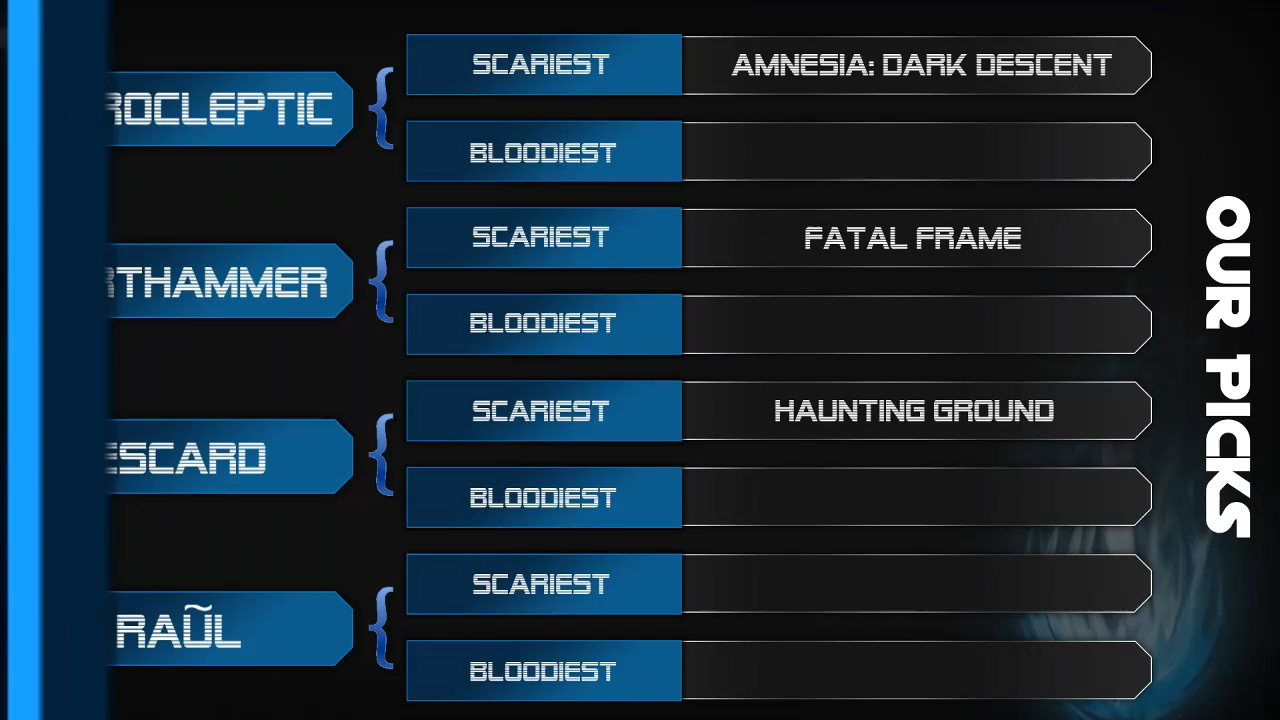 ROCLEPTIC
SCARIEST
AMNESIA: DARK DESCENT
BLOODIEST
RTHAMMER
SCARIEST
FATAL FRAME
BLOODIEST
ESCARD
SCARIEST
HAUNTING GROUND
BLOODIEST
RAŨL
SCARIEST
BLOODIEST
OUR PICKS